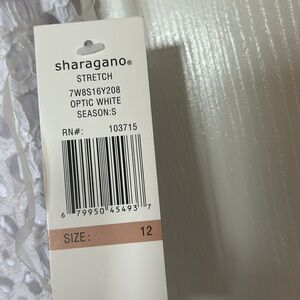 sharagano®
STRETCH
7W8S16Y208
OPTIC WHITE
SEASON:S
RN#: 103715
6 79950 45493 7
SIZE: 12